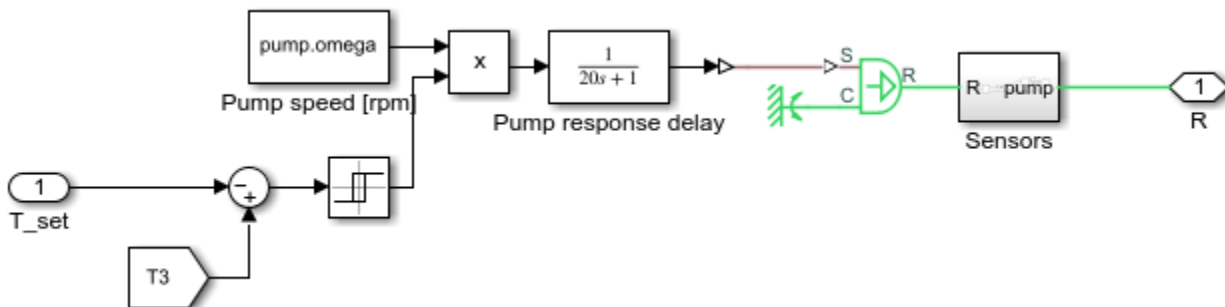 pump.omega
Pump speed [rpm]
x
1
20s + 1
Pump response delay
S
C
R
R
pump
Sensors
1
R
1
T_set
−
+
T3